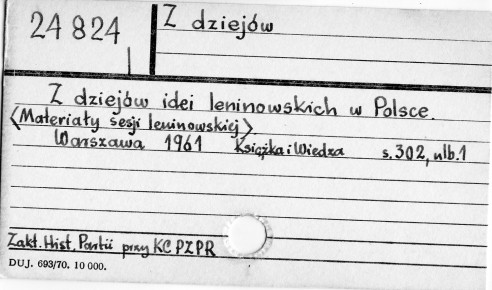 24 824
Z dziejów
Z dziejów idei leninowskich w Polsce.
(Materiały sesji leninowskiej).
Warszawa 1961 Książka i Wiedza s. 302, nlb. 1
Zakt. Hist. Partii przy KC PZPR
DUJ. 693/70. 10 000.